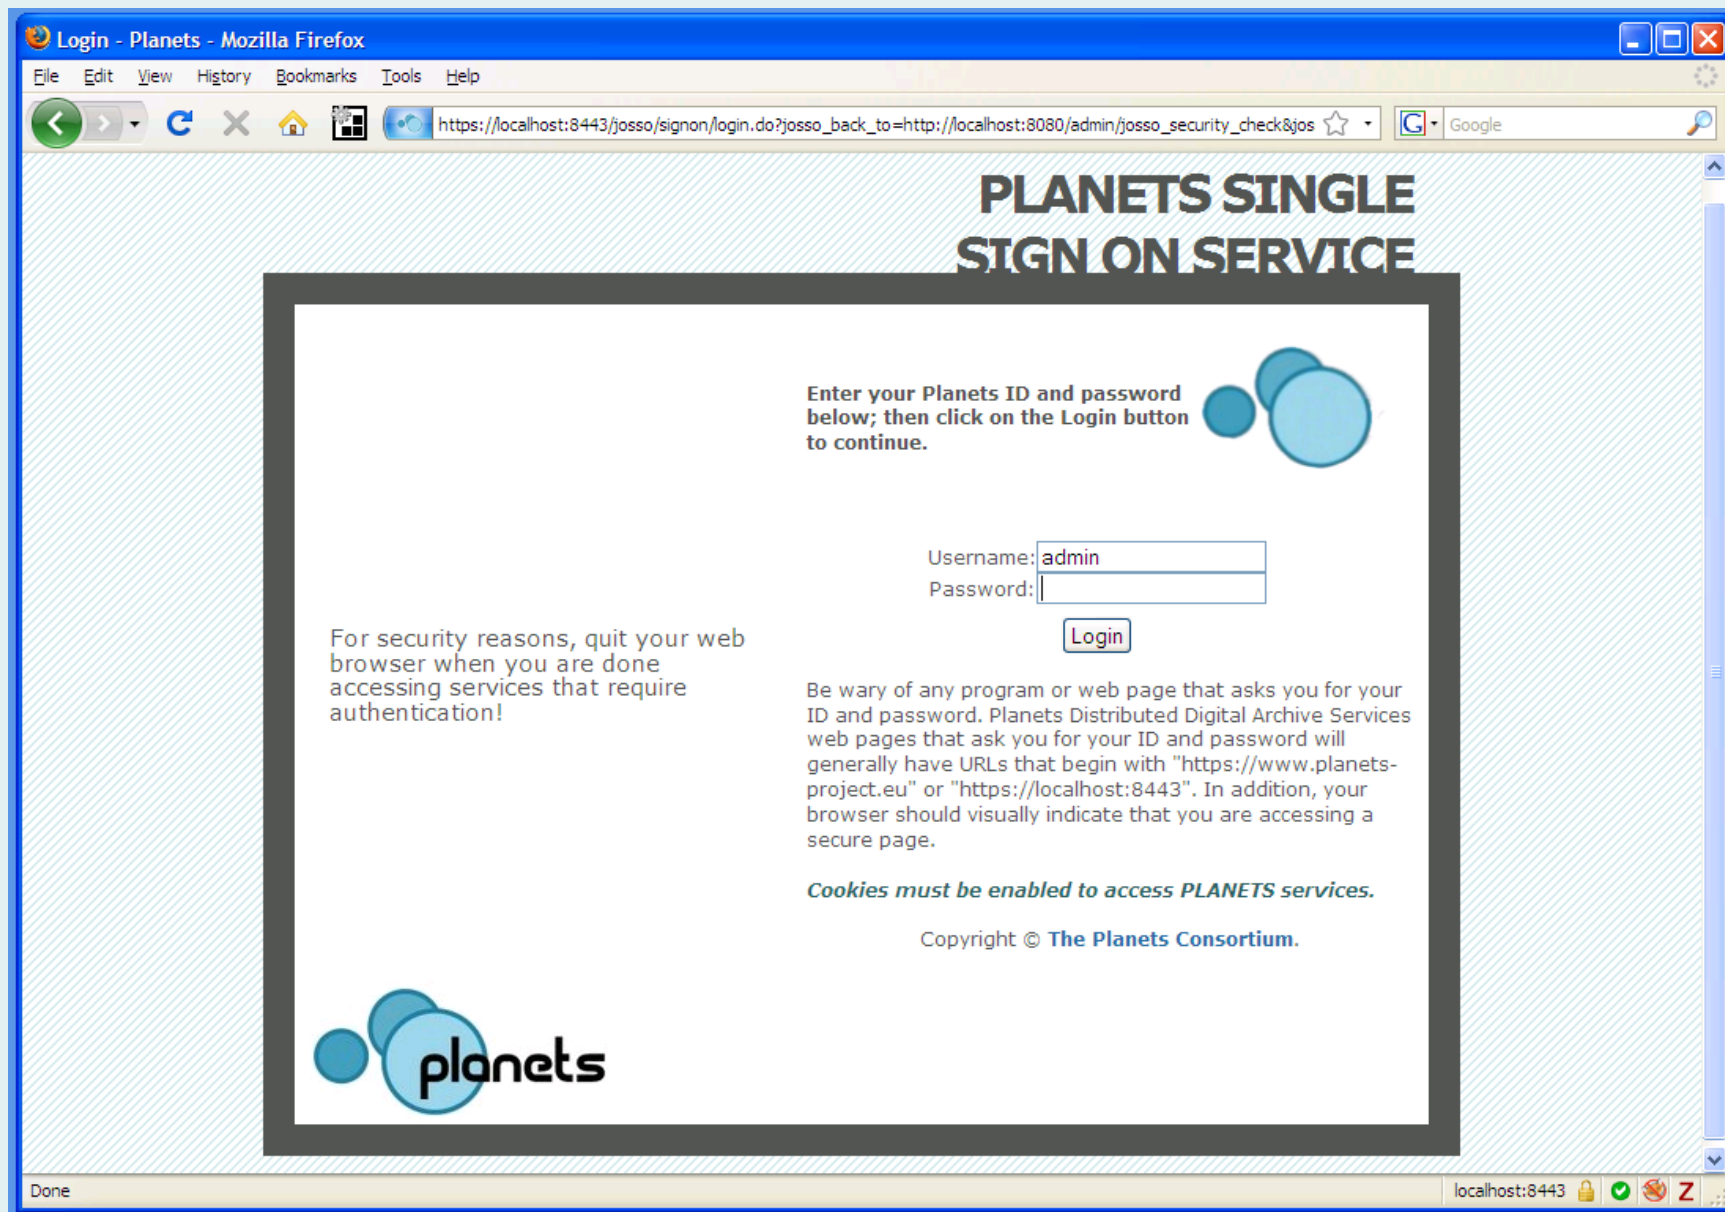 Login - Planets - Mozilla Firefox
File Edit View History Bookmarks Tools Help
https://localhost:8443/josso/signon/login.do?josso_back_to=http://localhost:8080/admin/josso_security_check&jos
G Google
PLANETS SINGLE
SIGN ON SERVICE
Enter your Planets ID and password
below; then click on the Login button
to continue.
Username: admin
Password:
Login
For security reasons, quit your web
browser when you are done
accessing services that require
authentication!
Be wary of any program or web page that asks you for your
ID and password. Planets Distributed Digital Archive Services
web pages that ask you for your ID and password will
generally have URLs that begin with "https://www.planets-
project.eu" or "https://localhost:8443". In addition, your
browser should visually indicate that you are accessing a
secure page.
Cookies must be enabled to access PLANETS services.
Copyright © The Planets Consortium.
planets
Done
localhost:8443 Z